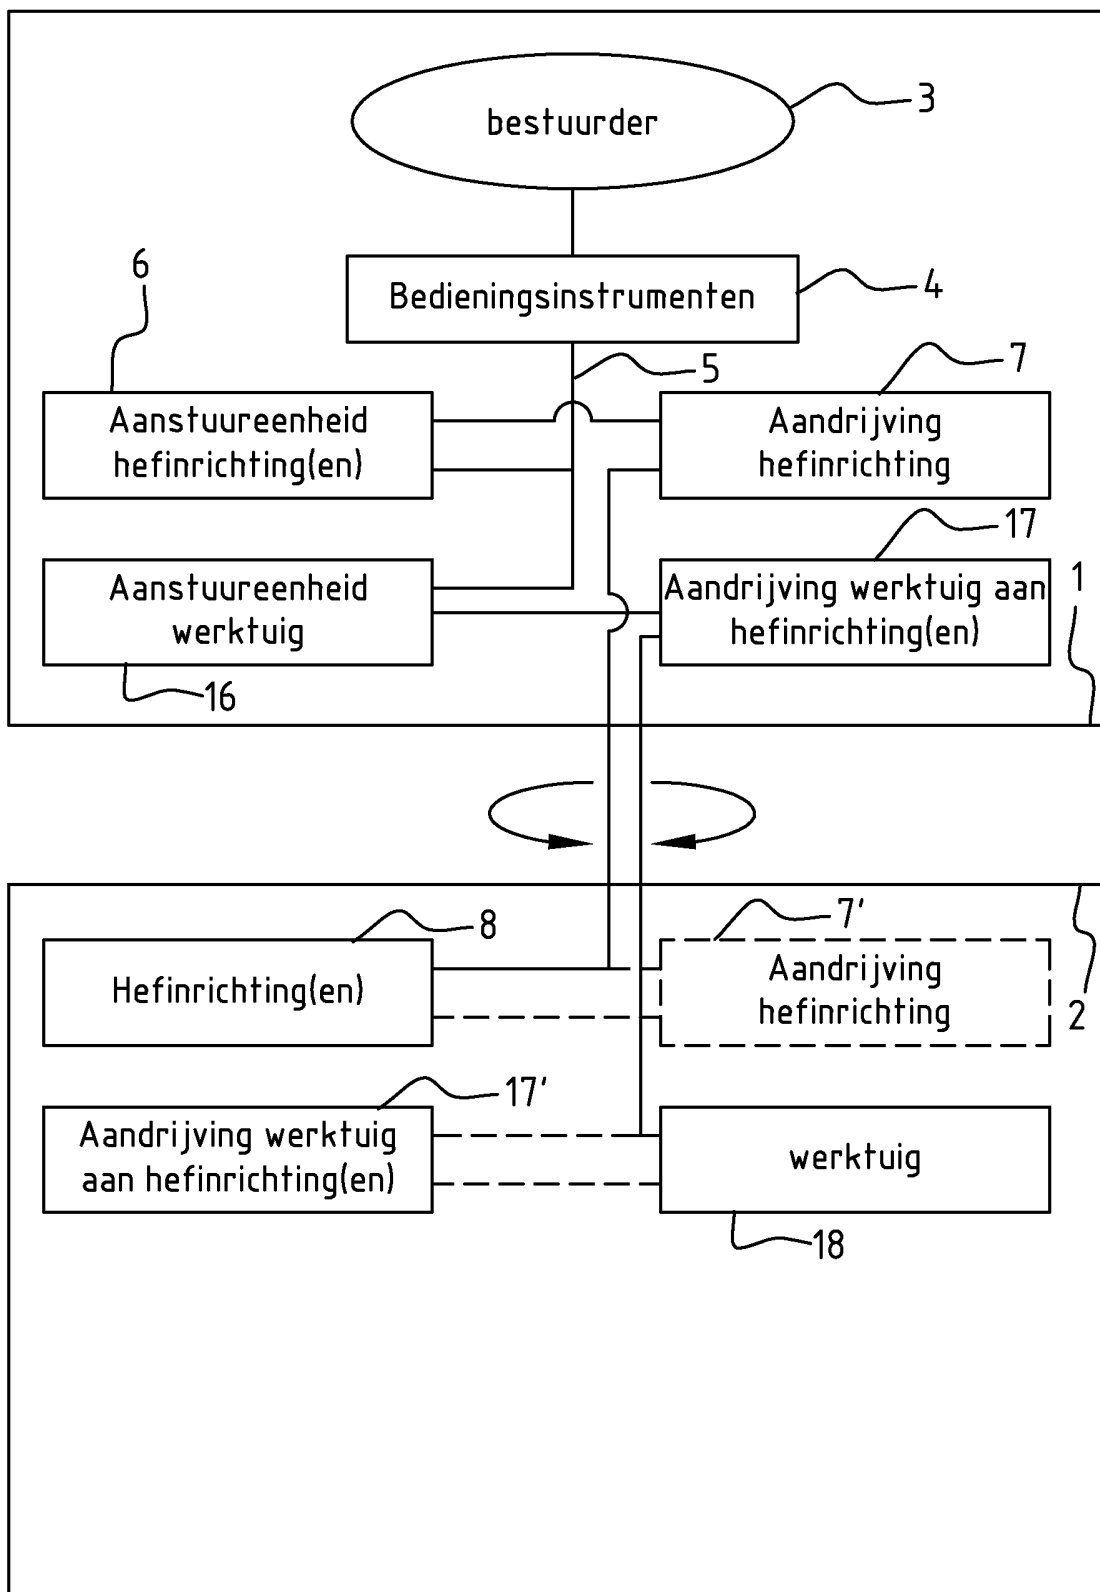 bestuurder
3
Bedieningsinstrumenten
4
5
6
Aanstuureenheid
hefinrichting(en)
7
Aandrijving
hefinrichting
Aanstuureenheid
werktuig
16
17
Aandrijving werktuig aan
hefinrichting(en)
1
8
Hefinrichting(en)
7'
Aandrijving
hefinrichting
2
17'
Aandrijving werktuig
aan hefinrichting(en)
werktuig
18